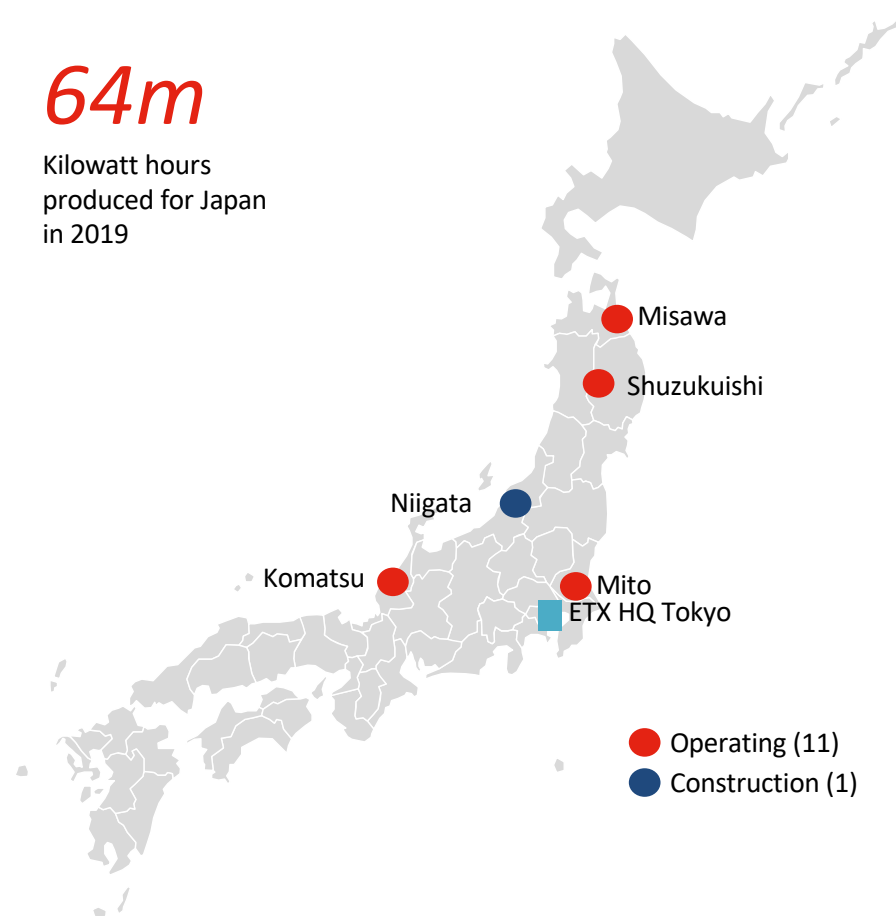 64m
Kilowatt hours
produced for Japan
in 2019
Misawa
Shuzukuishi
Niigata
Komatsu
Mito
ETX HQ Tokyo
Operating (11)
Construction (1)